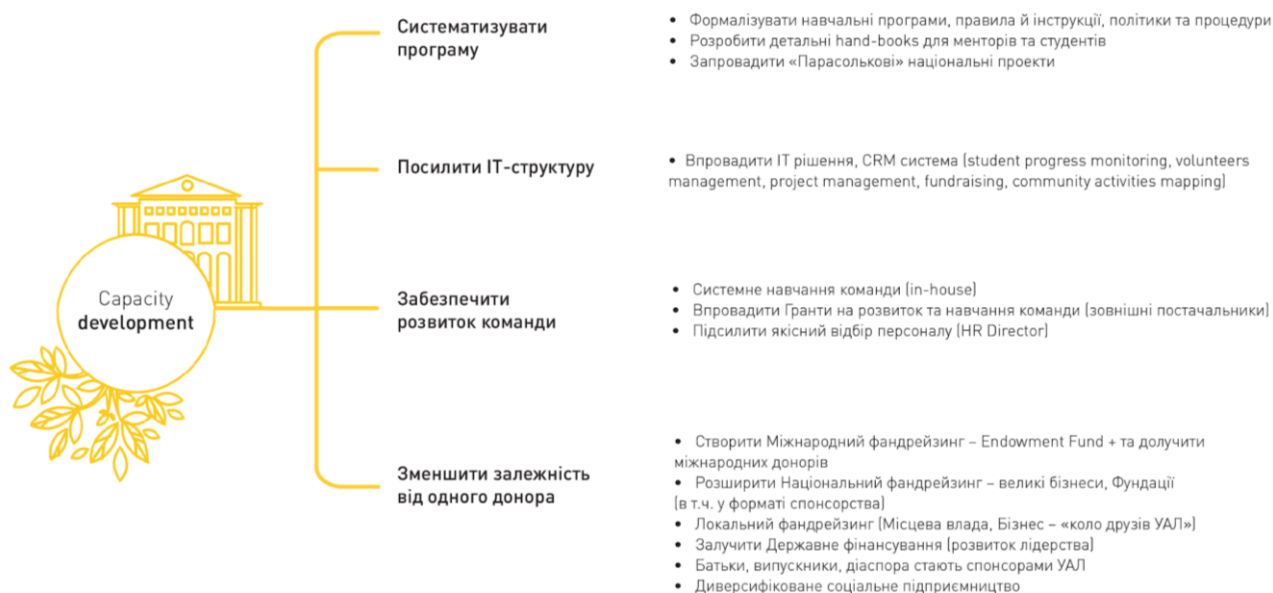 Capacity
development
Систематизувати
програму
• Формалізувати навчальні програми, правила й інструкції, політики та процедури
• Розробити детальні hand-books для менторів та студентів
• Запровадити «Парасолькові» національні проекти
Посилити ІТ-структуру
• Впровадити ІТ рішення, CRM система (student progress monitoring, volunteers
management, project management, fundraising, community activities mapping)
Забезпечити
розвиток команди
• Системне навчання команди (in-house)
• Впровадити Гранти на розвиток та навчання команди (зовнішні постачальники)
• Підсилити якісний відбір персоналу (HR Director)
Зменшити залежність
від одного донора
• Створити Міжнародний фандрейзинг – Endowment Fund + та долучити
міжнародних донорів
• Розширити Національний фандрейзинг – великі бізнеси, Фундації
(в т.ч. у форматі спонсорства)
• Локальний фандрейзинг (Місцева влада, Бізнес – «коло друзів УАЛ»)
• Залучити Державне фінансування (розвиток лідерства)
• Батьки, випускники, діаспора стають спонсорами УАЛ
• Диверсифіковане соціальне підприємництво